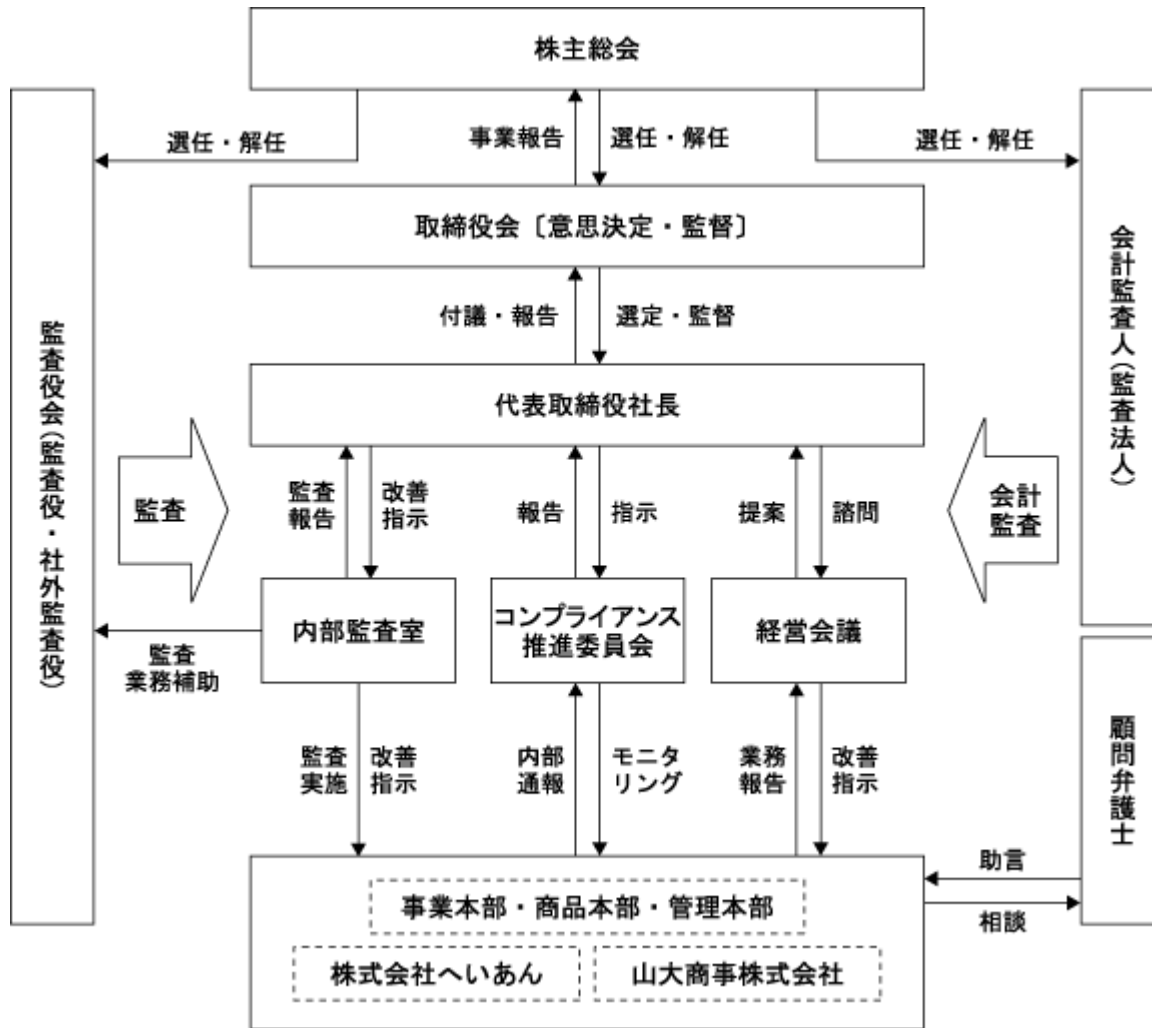 株主総会
選任・解任
事業報告
選任・解任
選任・解任
取締役会〔意思決定・監督〕
付議・報告
選定・監督
代表取締役社長
監査役会（監査役・社外監査役）
会計監査人（監査法人）
監査
監査
報告
改善
指示
報告
指示
提案
諮問
会計
監査
内部監査室
コンプライアンス
推進委員会
経営会議
監査
業務補助
監査
実施
改善
指示
内部
通報
モニタ
リング
業務
報告
改善
指示
顧問弁護士
助言
相談
事業本部・商品本部・管理本部
株式会社へいあん
山大商事株式会社